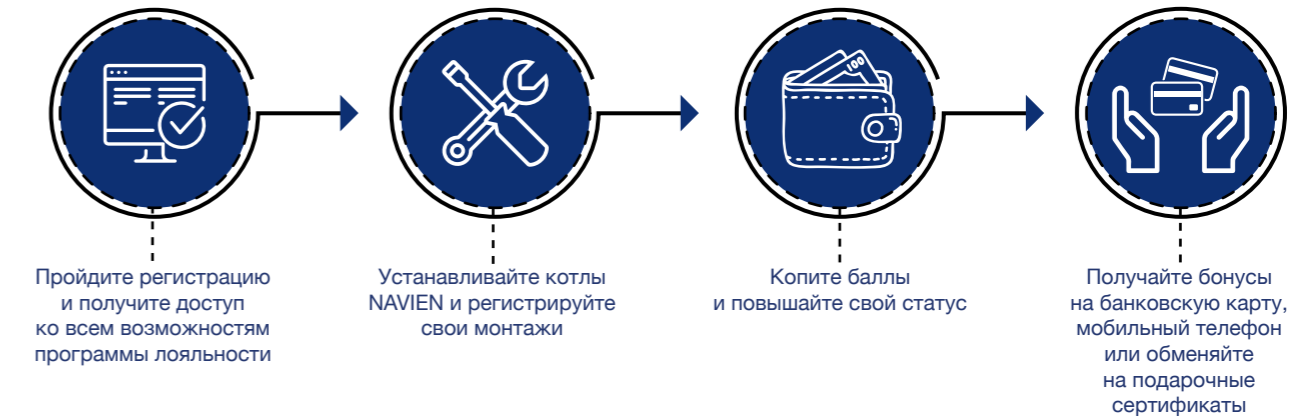 100
Пройдите регистрацию
и получите доступ
ко всем возможностям
программы лояльности
Устанавливайте котлы
NAVIEN и регистрируйте
свои монтажи
Копите баллы
и повышайте свой статус
Получайте бонусы
на банковскую карту,
мобильный телефон
или обменяйте
на подарочные
сертификаты